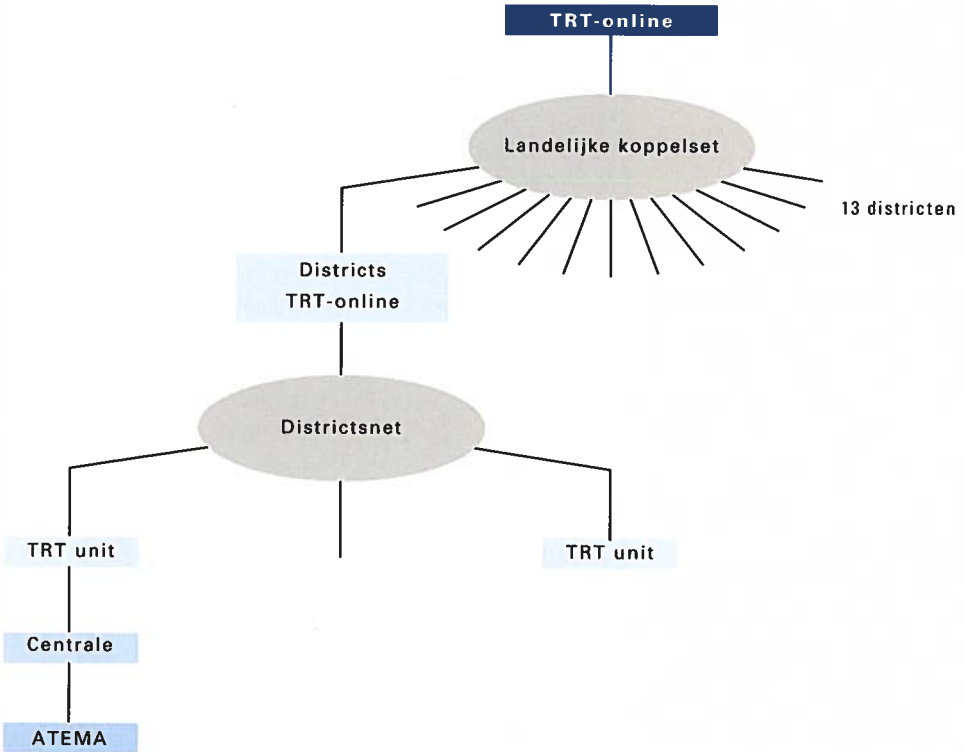 TRT-online
Landelijke koppelset
13 districten
Districts
TRT-online
Districtsnet
TRT unit
TRT unit
Centrale
ATEMA